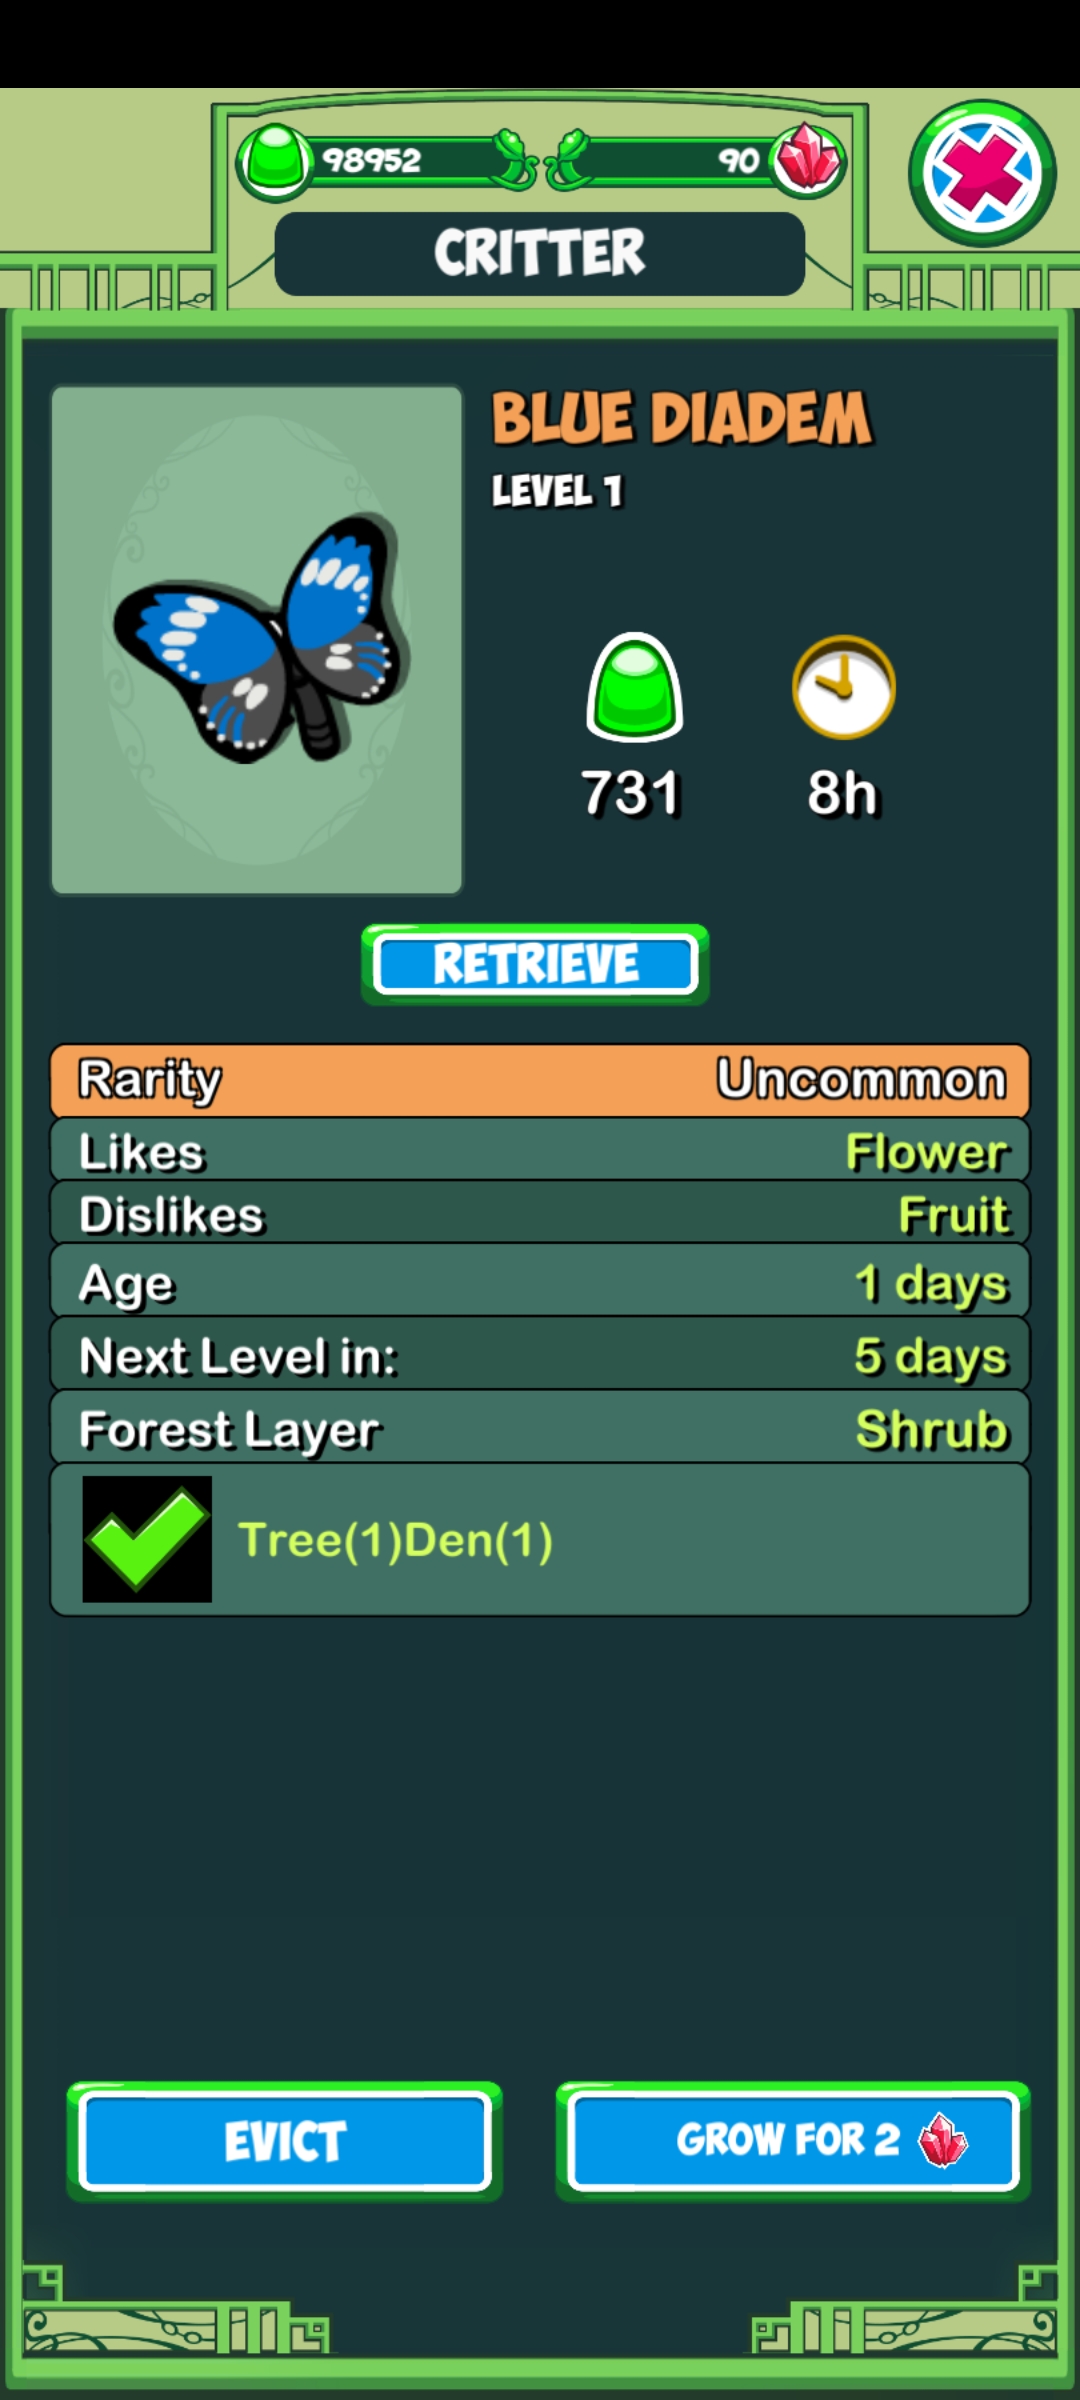 98952 90
CRITTER
BLUE DIADEM
LEVEL 1
731 8h
RETRIEVE
Rarity Uncommon
Likes Flower
Dislikes Fruit
Age 1 days
Next Level in: 5 days
Forest Layer Shrub
Tree(1)Den(1)
EVICT GROW FOR 2